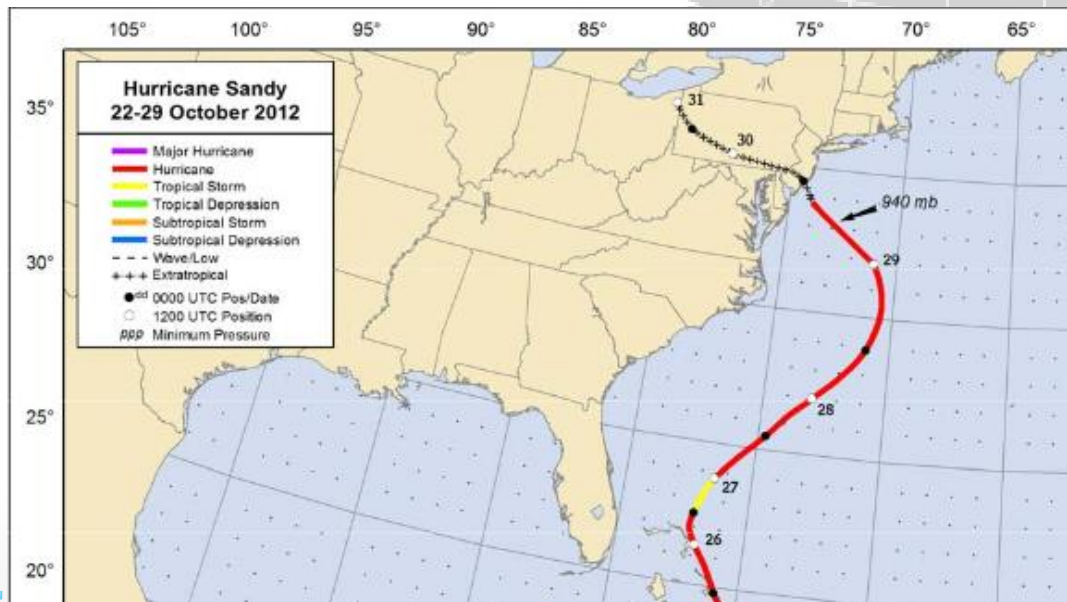 105° 100° 95° 90° 85° 80° 75° 70° 65°
Hurricane Sandy
22-29 October 2012
Major Hurricane
Hurricane
Tropical Storm
Tropical Depression
Subtropical Storm
Subtropical Depression
Wave/Low
Extratropical
dd 0000 UTC Pos/Date
1200 UTC Position
ppp Minimum Pressure
35°
30°
25°
20°
31
30
940 mb
29
28
27
26